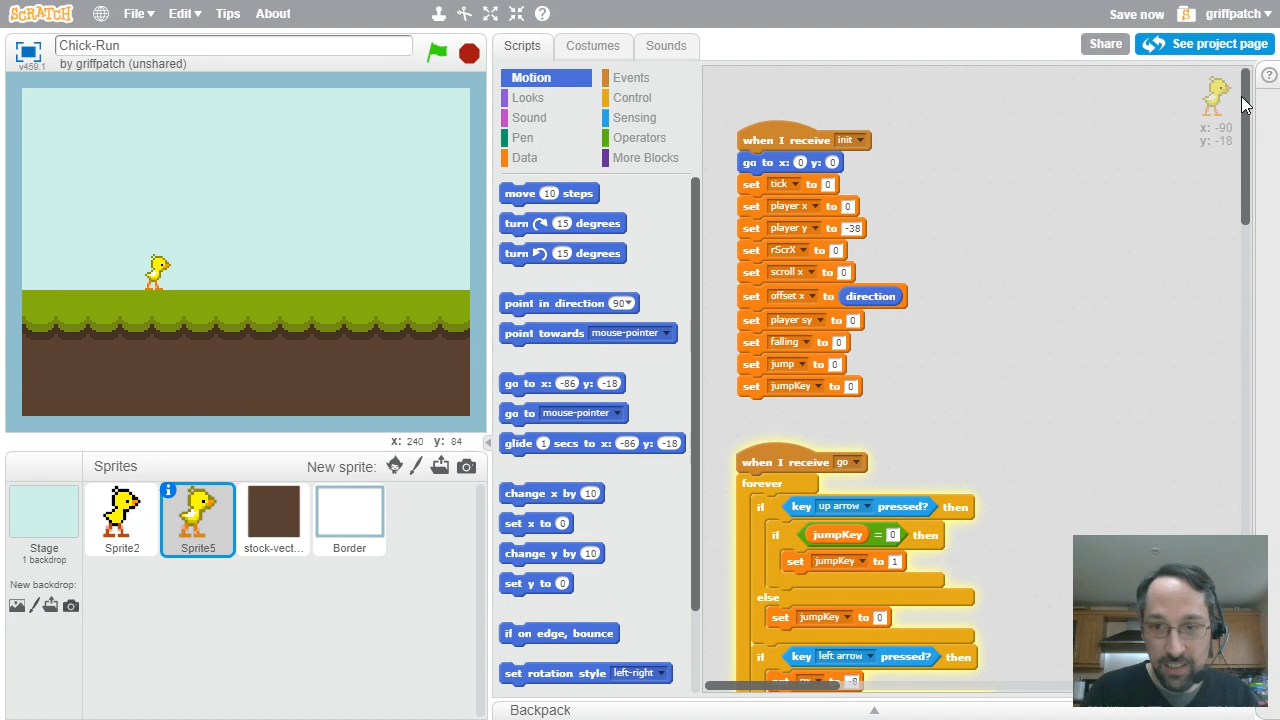 SCRATCH File▾ Edit▾ Tips About Save now griffpatch ▾
Chick-Run
v459.1 by griffpatch (unshared)
Scripts Costumes Sounds
Share See project page
Motion Events
Looks Control
Sound Sensing
Pen Operators
Data More Blocks
move 10 steps
turn 15 degrees
turn 15 degrees
point in direction 90▾
point towards mouse-pointer
go to x: -86 y: -18
go to mouse-pointer
glide 1 secs to x: -86 y: -18
change x by 10
set x to 0
change y by 10
set y to 0
if on edge, bounce
set rotation style left-right
when I receive init
go to x: 0 y: 0
set tick to 0
set player x to 0
set player y to -38
set rScrX to 0
set scroll x to 0
set offset x to direction
set player sy to 0
set falling to 0
set jump to 0
set jumpKey to 0
when I receive go
forever
if key up arrow pressed? then
if jumpKey = 0 then
set jumpKey to 1
else
set jumpKey to 0
if key left arrow pressed? then
x: -90
y: -18
x: 240 y: 84
Sprites New sprite:
Stage
1 backdrop
New backdrop:
Sprite2
Sprite5
stock-vect...
Border
Backpack